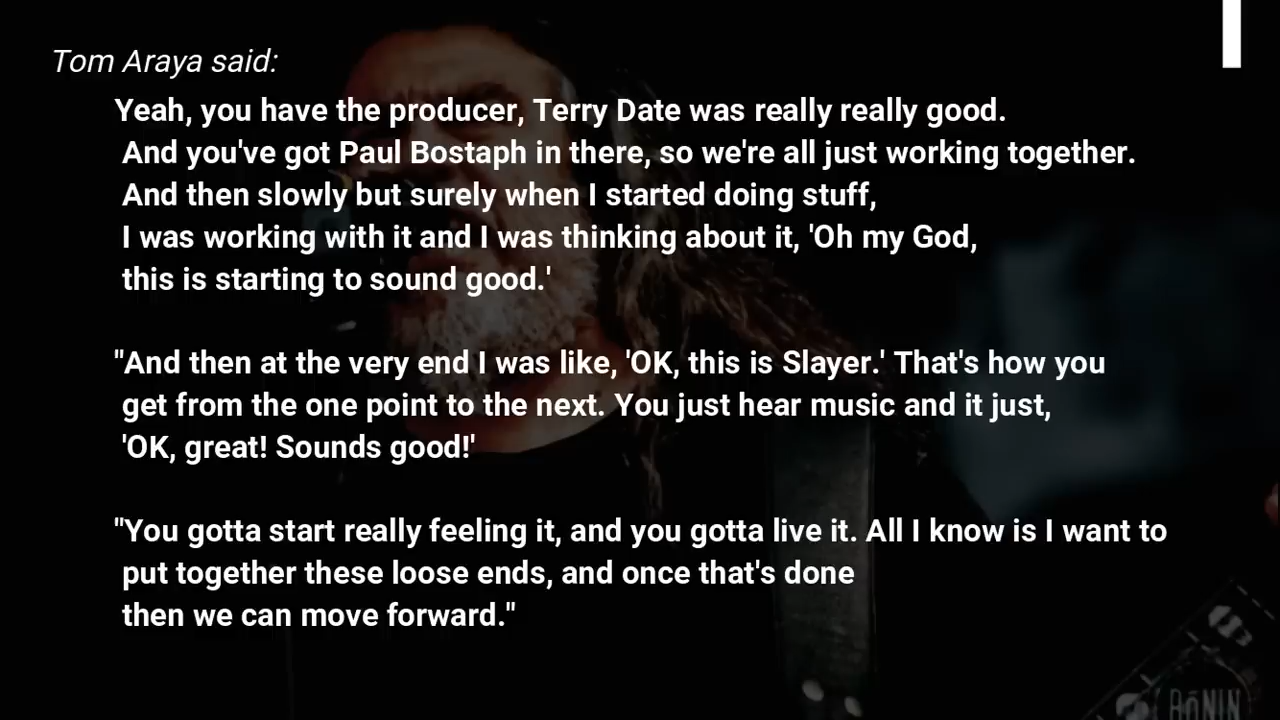 Tom Araya said:
Yeah, you have the producer, Terry Date was really really good.
And you've got Paul Bostaph in there, so we're all just working together.
And then slowly but surely when I started doing stuff,
I was working with it and I was thinking about it, 'Oh my God,
this is starting to sound good.'
"And then at the very end I was like, 'OK, this is Slayer.' That's how you
get from the one point to the next. You just hear music and it just,
'OK, great! Sounds good!'
"You gotta start really feeling it, and you gotta live it. All I know is I want to
put together these loose ends, and once that's done
then we can move forward."
RONIN